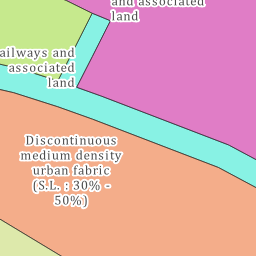 and associated
land
ailways and
associated
land
Discontinuous
medium density
urban fabric
(S.L. : 30% -
50%)